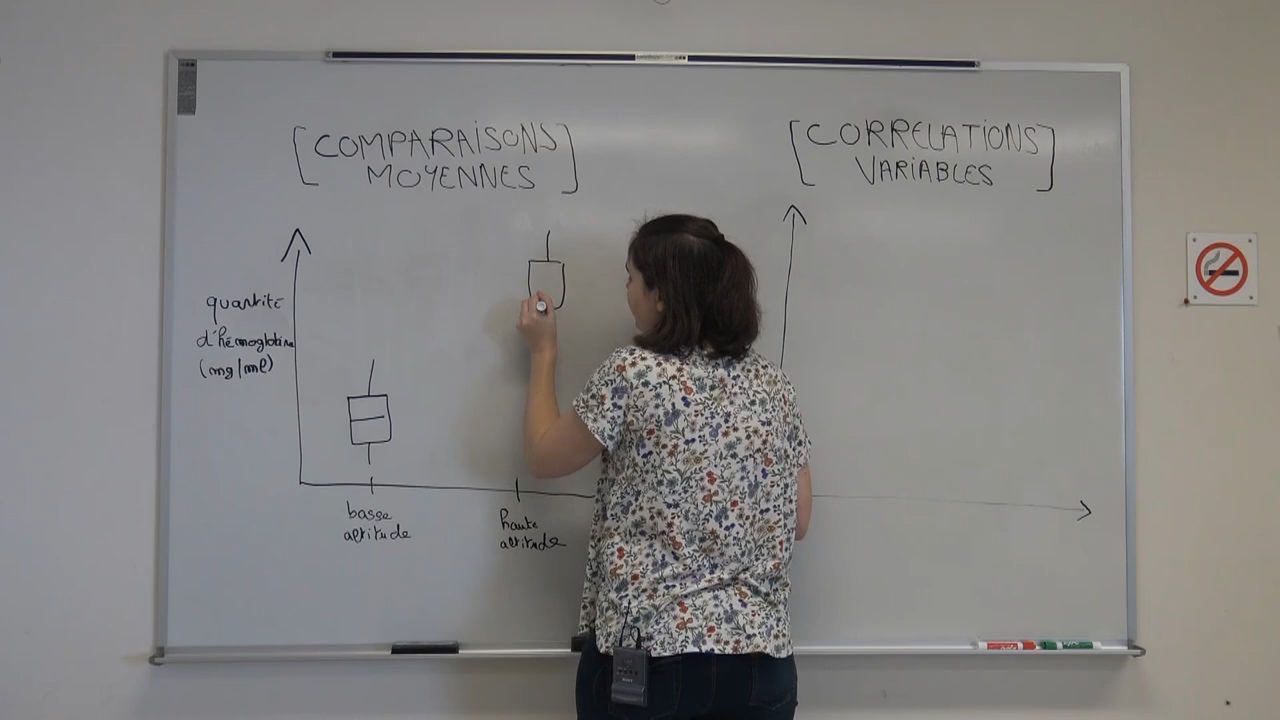 [COMPARAISONS
MOYENNES]
[CORRELATIONS
VARIABLES]
quantité
d'hémoglobine
(mg/ml)
basse
altitude
haute
altitude